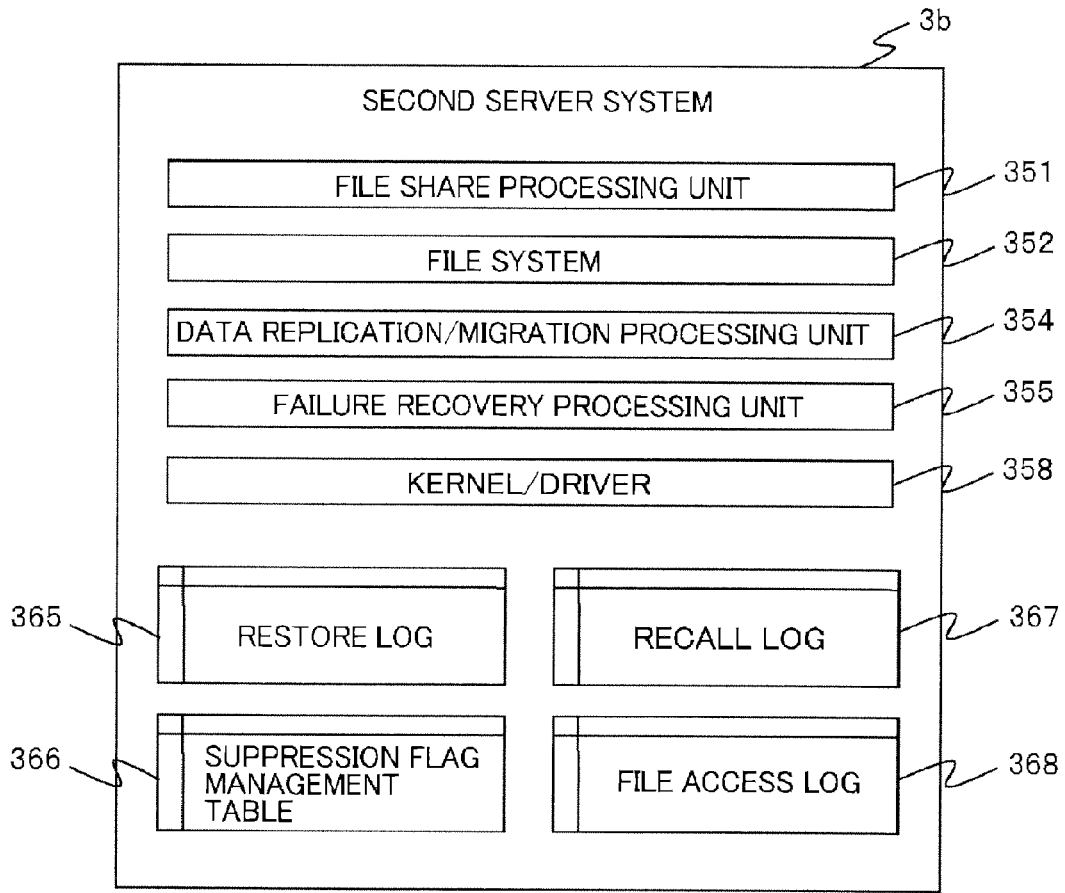 3b
SECOND SERVER SYSTEM
FILE SHARE PROCESSING UNIT
351
FILE SYSTEM
352
DATA REPLICATION/MIGRATION PROCESSING UNIT
354
FAILURE RECOVERY PROCESSING UNIT
355
KERNEL/DRIVER
358
365
RESTORE LOG
RECALL LOG
367
366
SUPPRESSION FLAG
MANAGEMENT
TABLE
FILE ACCESS LOG
368